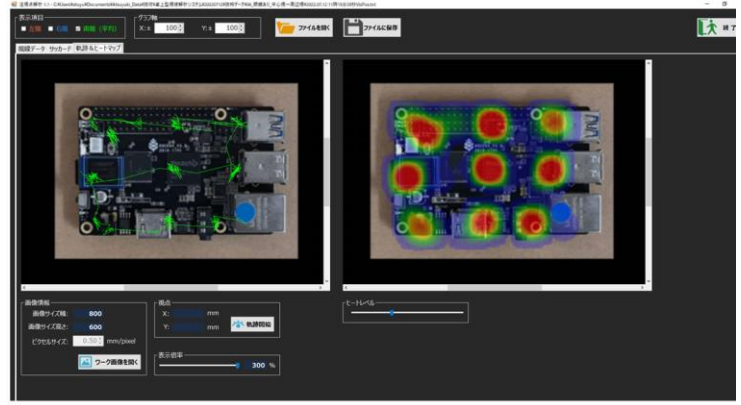 表示項目
左眼 右眼 両眼(平均)
グラフ軸
X:± 100 Y:± 100
ファイルを開く
ファイルに保存
終了
視線データ サッカード 軌跡&ヒートマップ
画像情報
画像サイズ幅: 800
画像サイズ高さ: 600
ピクセルサイズ: 0.50 mm/pixel
ワーク画像を開く
視点
X: mm
Y: mm
軌跡開始
表示倍率
300 %
ヒートレベル